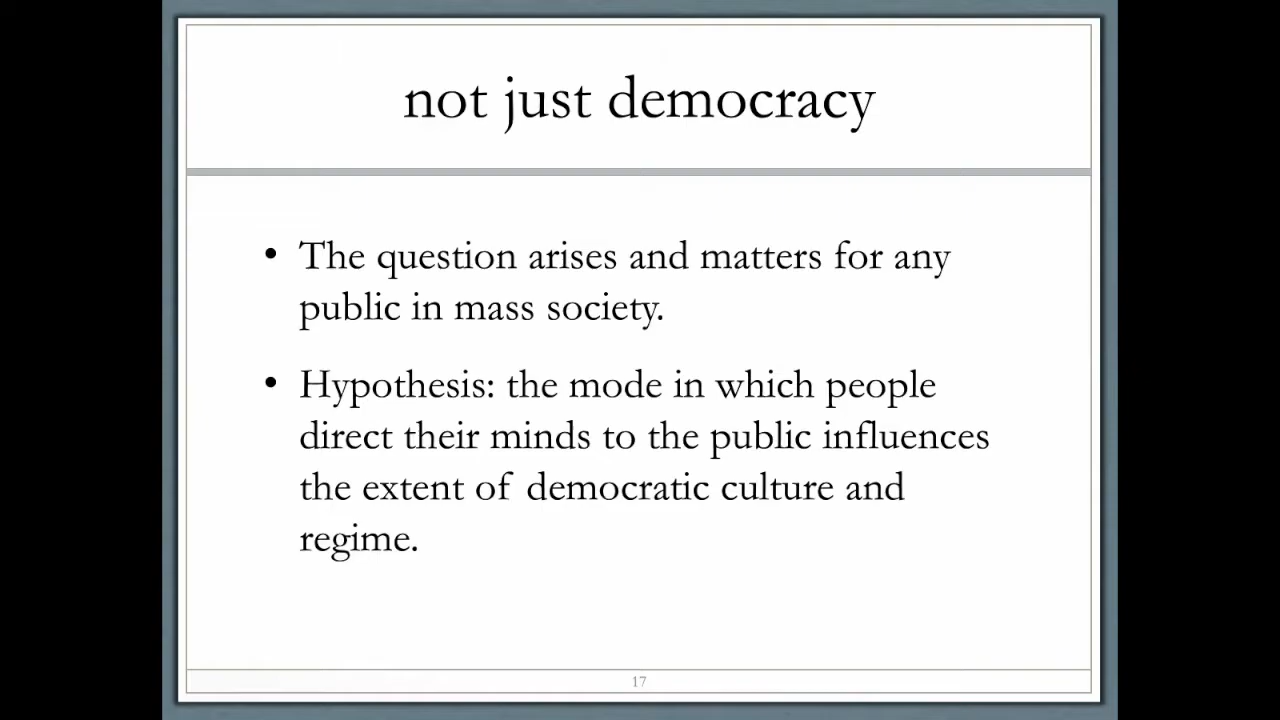 not just democracy
• The question arises and matters for any
public in mass society.
• Hypothesis: the mode in which people
direct their minds to the public influences
the extent of democratic culture and
regime.
17